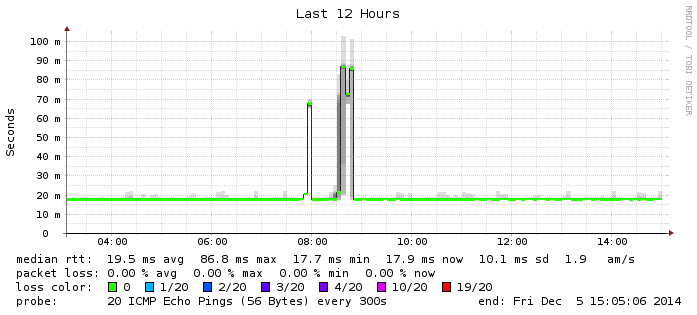 Last 12 Hours
RRDTOOL / TOBI OETIKER
Seconds
100 m
90 m
80 m
70 m
60 m
50 m
40 m
30 m
20 m
10 m
0
04:00 06:00 08:00 10:00 12:00 14:00
median rtt: 19.5 ms avg 86.8 ms max 17.7 ms min 17.9 ms now 10.1 ms sd 1.9 am/s
packet loss: 0.00 % avg 0.00 % max 0.00 % min 0.00 % now
loss color: 0 1/20 2/20 3/20 4/20 10/20 19/20
probe: 20 ICMP Echo Pings (56 Bytes) every 300s end: Fri Dec 5 15:05:06 2014